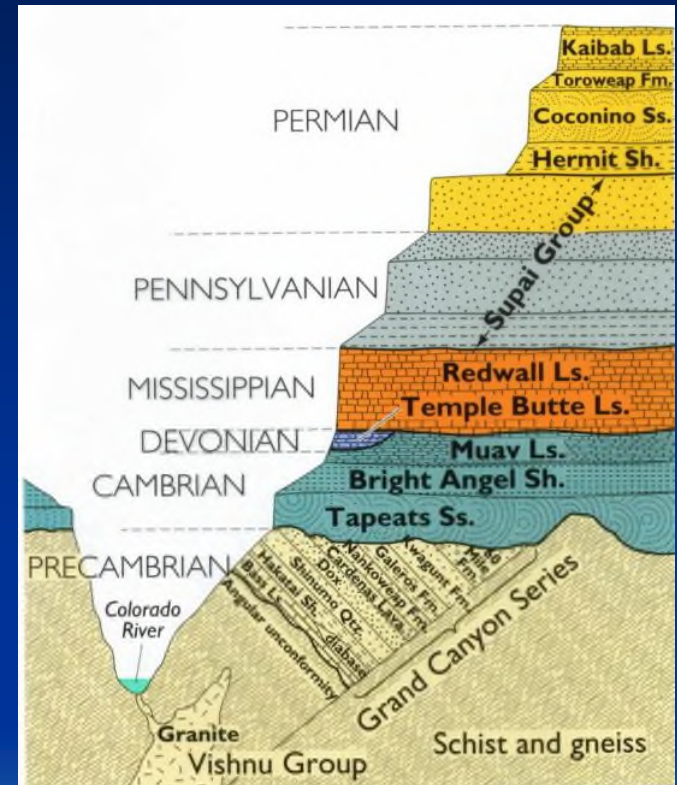 Kaibab Ls.
Toroweap Fm.
PERMIAN
Coconino Ss.
Hermit Sh.
Supai Group
PENNSYLVANIAN
MISSISSIPPIAN
Redwall Ls.
Temple Butte Ls.
DEVONIAN
Muav Ls.
CAMBRIAN
Bright Angel Sh.
Tapeats Ss.
PRECAMBRIAN
60
Mile
Fm.
Kwagunt Fm.
Galeros Fm.
Nankoweap Fm.
Cardenas Lava
Dox
Shinumo Qtz.
Hakatai Sh.
Bass Ls.
diabase
Angular unconformity
Grand Canyon Series
Colorado
River
Granite
Vishnu Group
Schist and gneiss